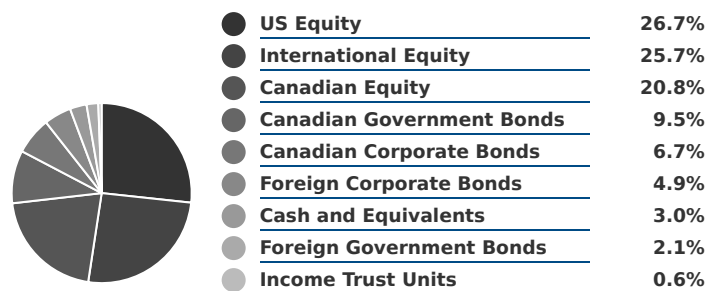 US Equity 26.7%
International Equity 25.7%
Canadian Equity 20.8%
Canadian Government Bonds 9.5%
Canadian Corporate Bonds 6.7%
Foreign Corporate Bonds 4.9%
Cash and Equivalents 3.0%
Foreign Government Bonds 2.1%
Income Trust Units 0.6%